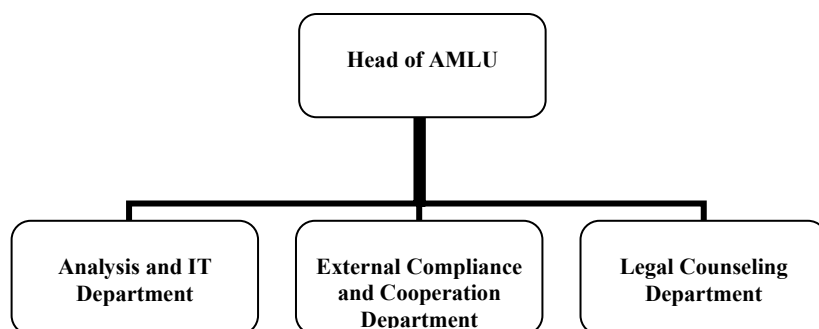 Head of AMLU
Analysis and IT
Department
External Compliance
and Cooperation
Department
Legal Counseling
Department